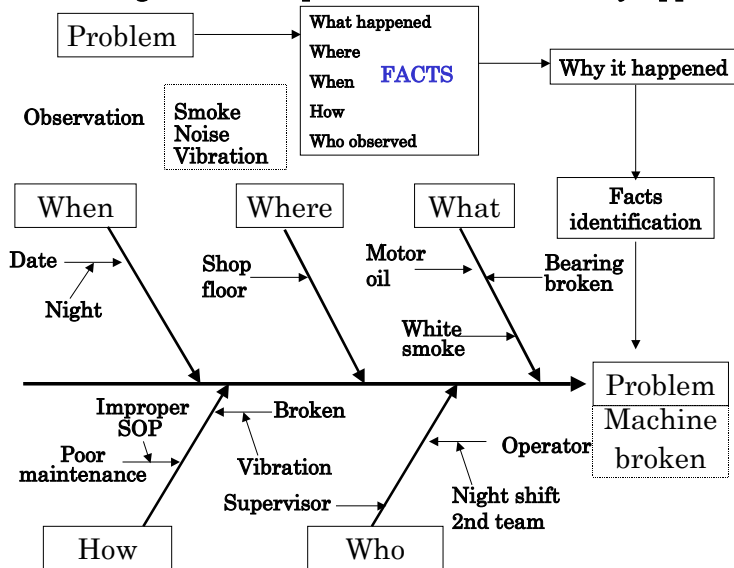 Problem
What happened
Where
When
FACTS
How
Who observed
Why it happened
Observation
Smoke
Noise
Vibration
Facts
identification
When
Where
What
Date
Night
Shop
floor
Motor
oil
Bearing
broken
White
smoke
Problem
Machine
broken
Improper
SOP
Poor
maintenance
Broken
Vibration
Operator
Night shift
2nd team
Supervisor
How
Who